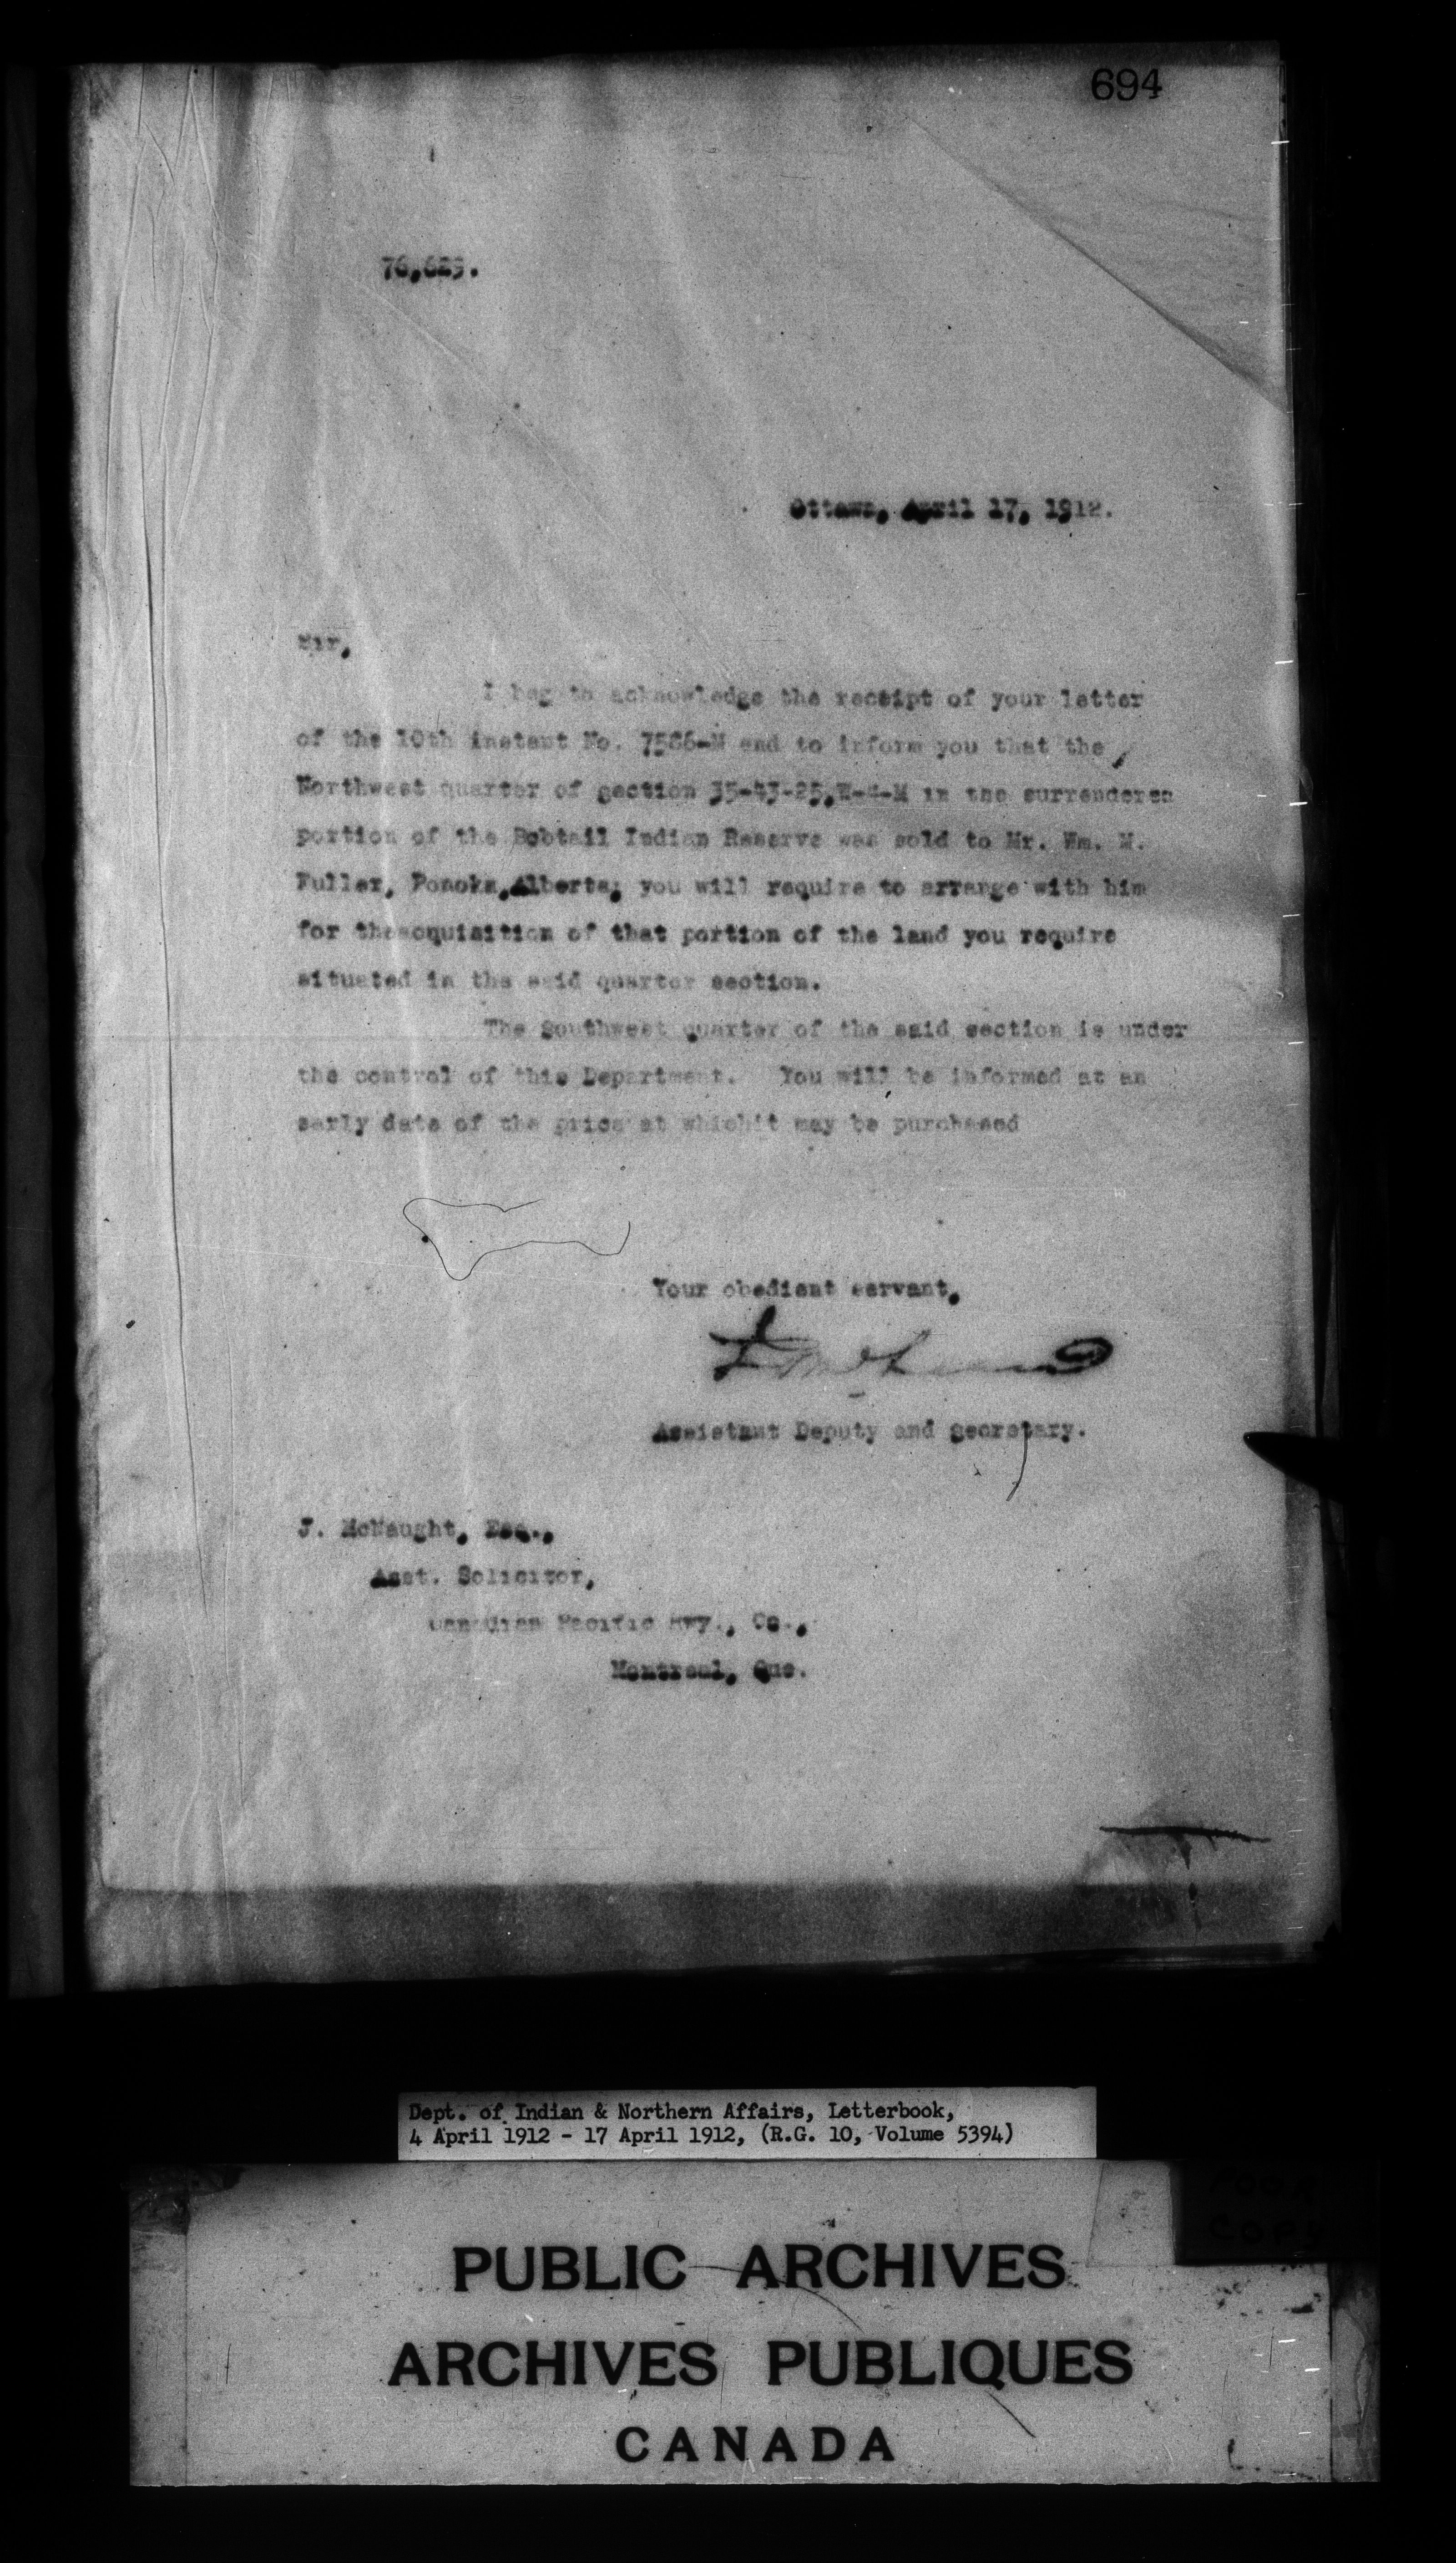 694
76,629.
Ottawa, April 17, 1912.
Sir,
I beg to acknowledge the receipt of your letter
of the 10th instant No. 7586-M and to inform you that the
Northwest quarter of section 35-43-25,W-4-M in the surrendered
portion of the Bobtail Indian Reserve was sold to Mr. Wm. M.
Fuller, Ponoka,Alberta; you will require to arrange with him
for theacquisition of that portion of the land you require
situated in the said quarter section.
The Southwest quarter of the said section is under
the control of this Department. You will be informed at an
early date of the price at whichit may be purchased
Your obedient servant,
Assistant Deputy and Secretary.
J. McNaught, Esq.,
Asst. Solicitor,
Canadian Pacific Rwy., Co.,
Montreal, Que.
Dept. of Indian & Northern Affairs, Letterbook,
4 April 1912 - 17 April 1912, (R.G. 10, Volume 5394)
POOR
COPY
PUBLIC ARCHIVES
ARCHIVES PUBLIQUES
CANADA